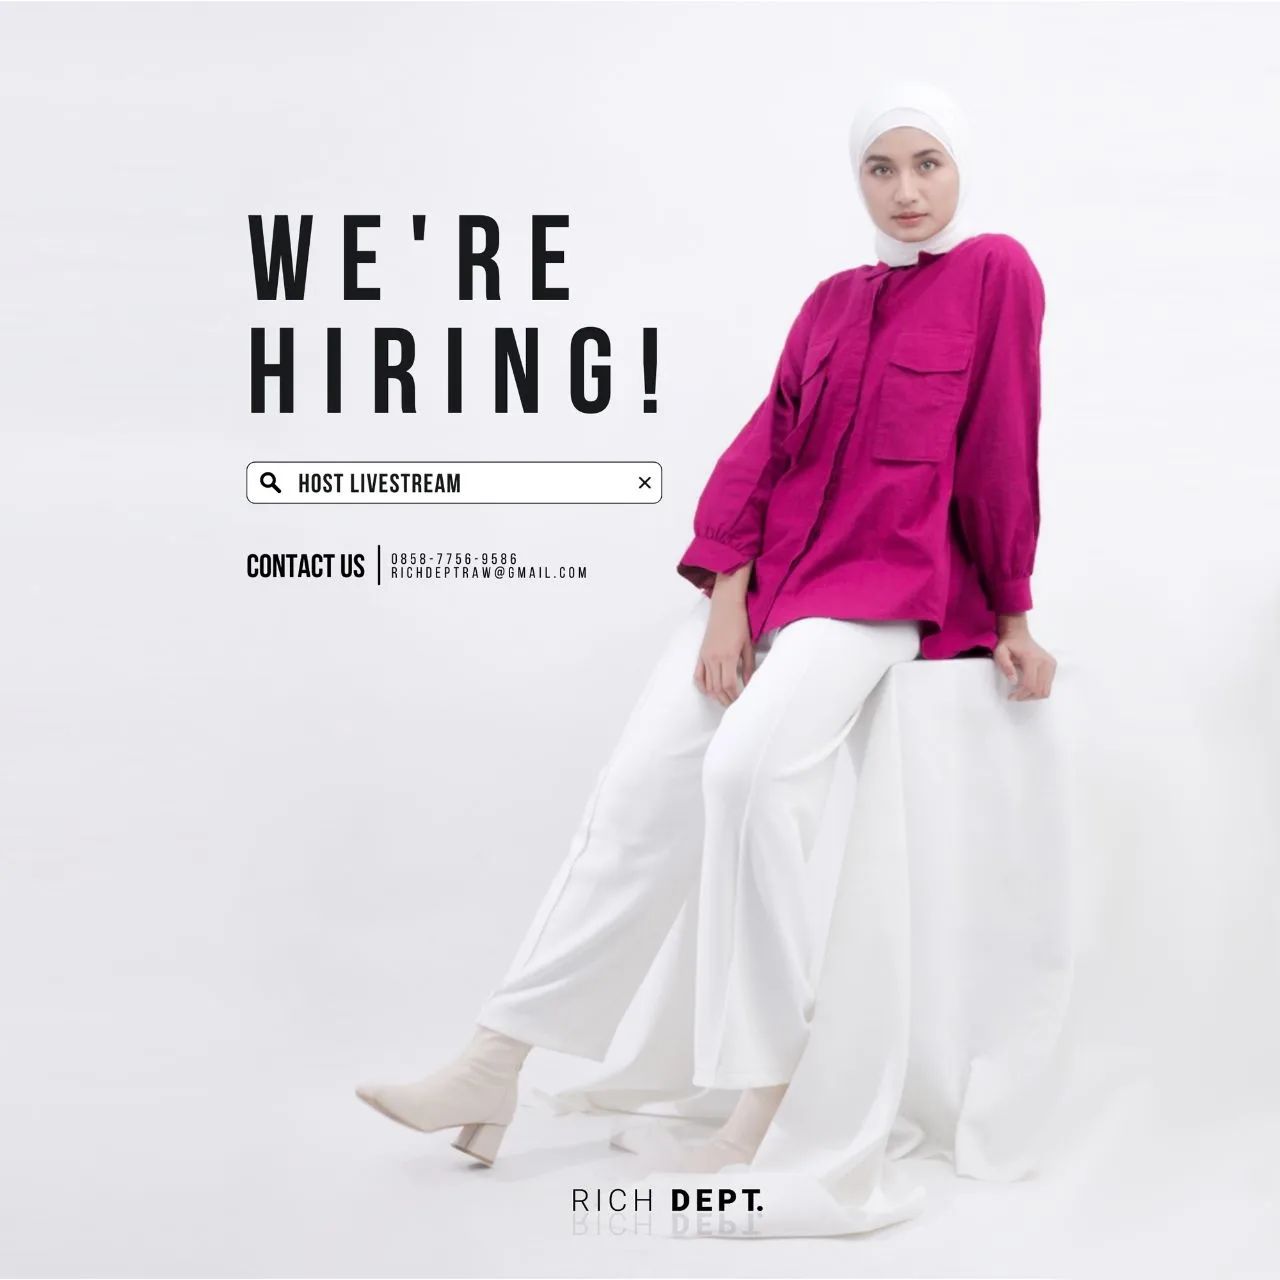 WE'RE
HIRING!
HOST LIVESTREAM
CONTACT US
0858-7756-9586
RICHDEPTRAW@GMAIL.COM
RICH DEPT.